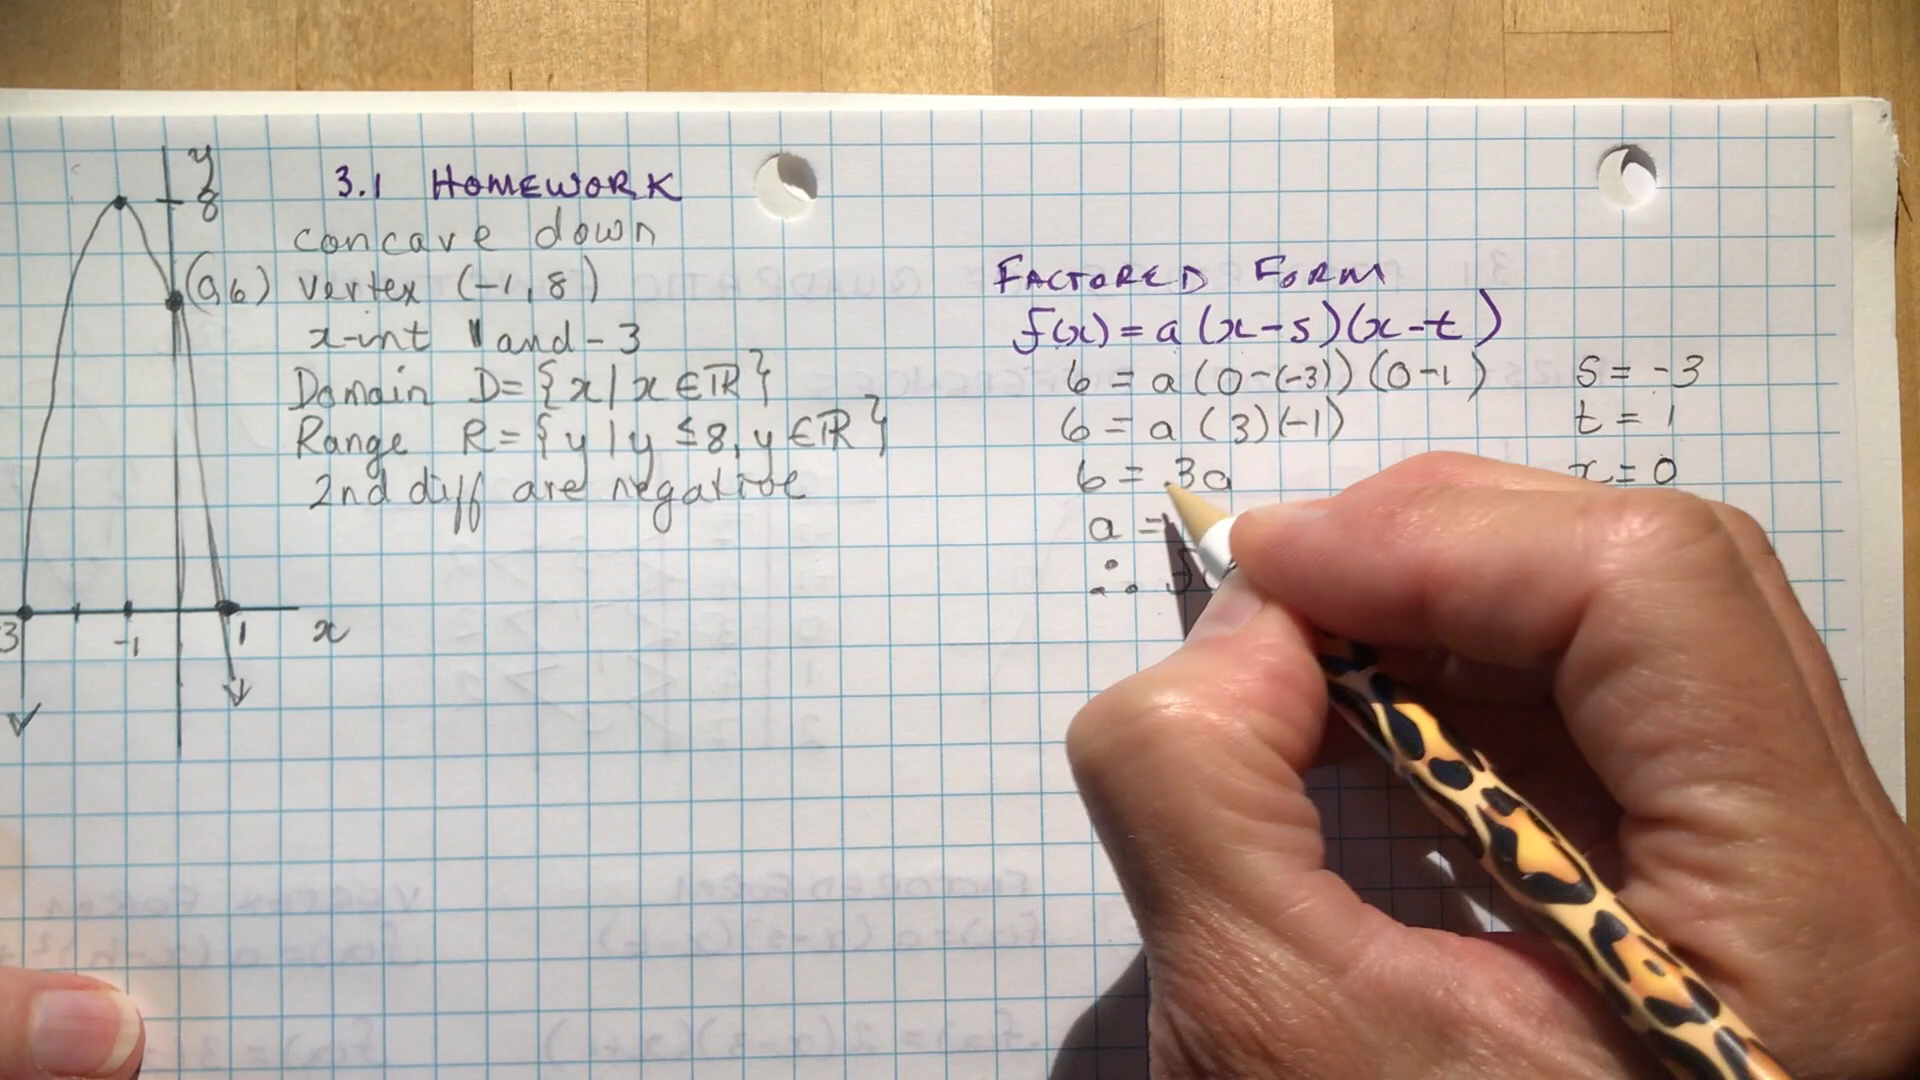 y
8
(0,6)
3
-1
1
x
3.1 HOMEWORK
concave down
vertex (-1,8)
x-int 1 and -3
Domain D={x|x∈ℝ}
Range R={y|y≤8,y∈ℝ}
2nd diff are negative
FACTORED FORM
f(x)=a(x-s)(x-t)
6=a(0-(-3))(0-1)
6=a(3)(-1)
6=.3a
a=
∴ f(
s=-3
t=1
x=0